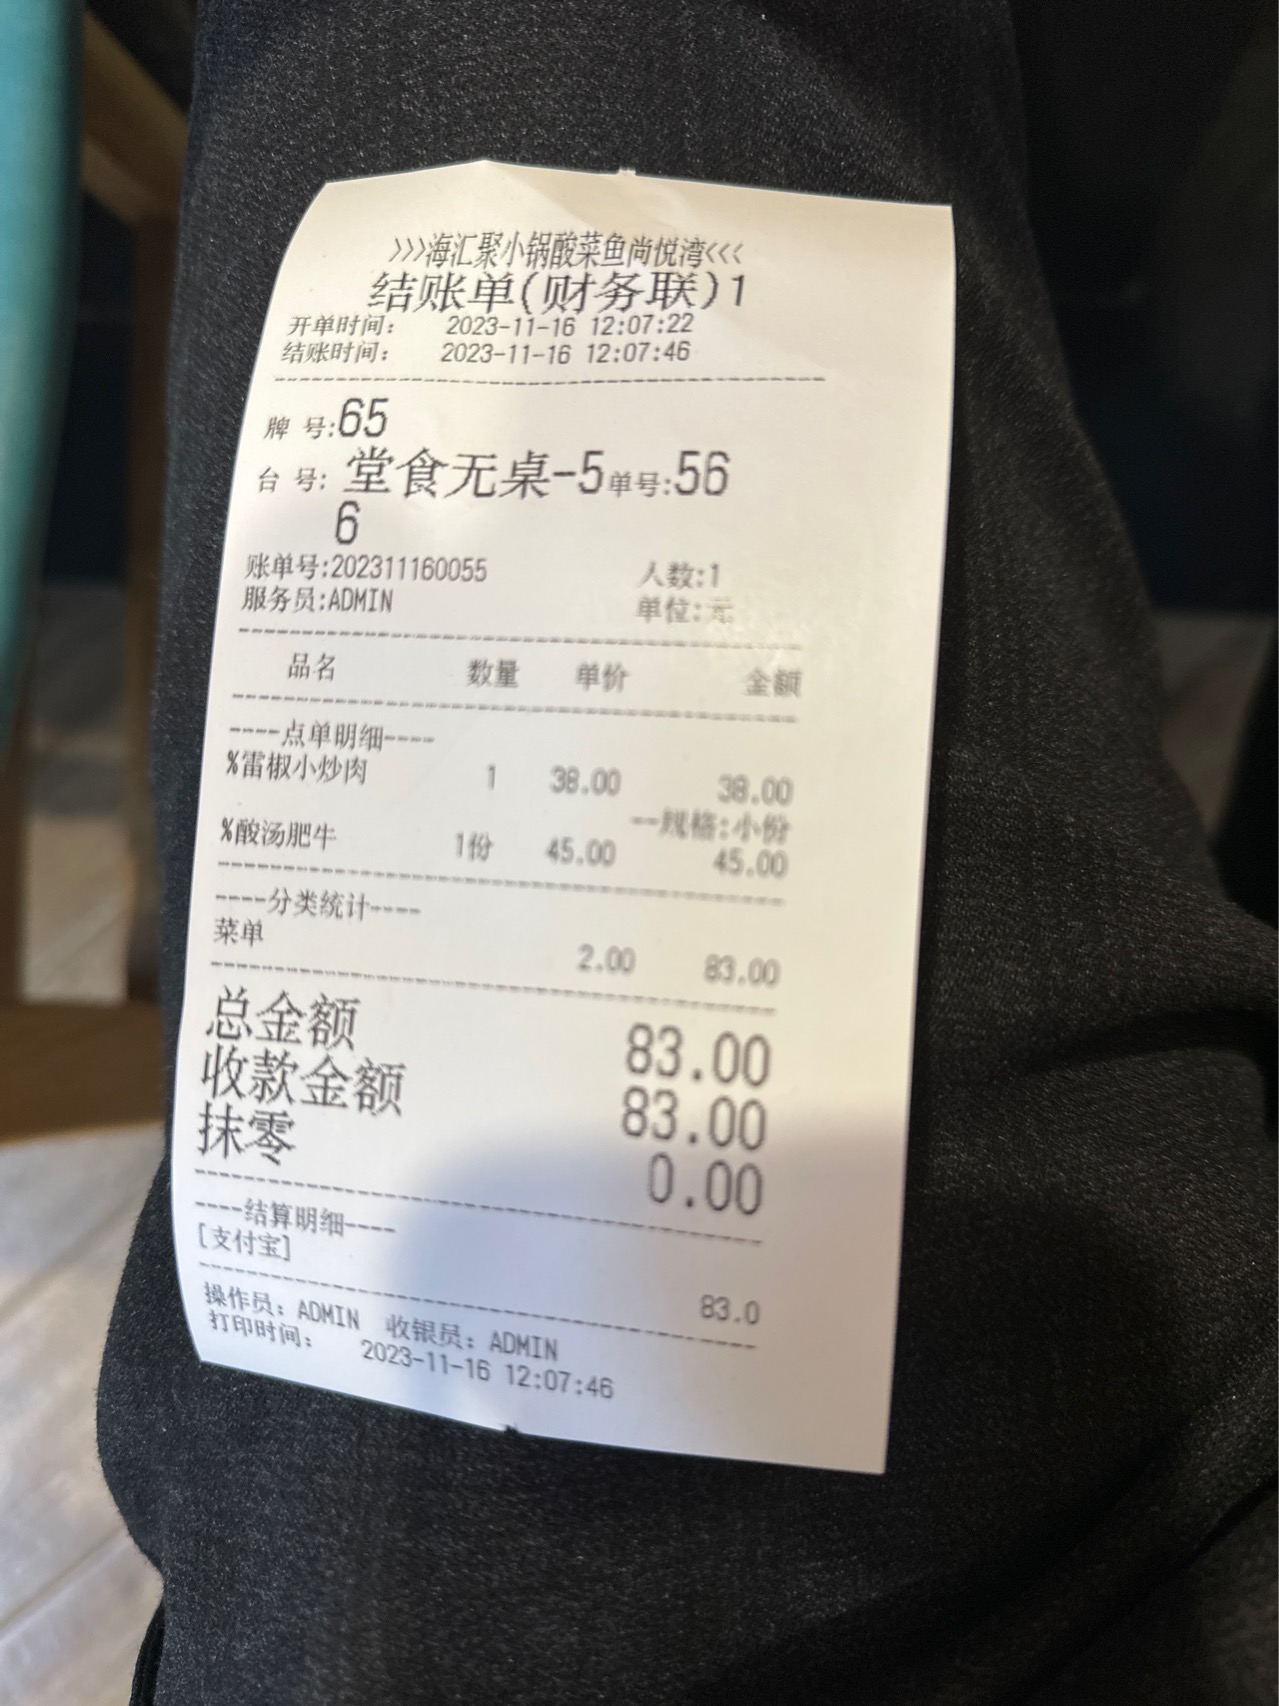 >>>海汇聚小锅酸菜鱼尚悦湾<<<
结账单(财务联)1
开单时间: 2023-11-16 12:07:22
结账时间: 2023-11-16 12:07:46
牌 号:65
台 号: 堂食无桌-5单号:56
6
账单号:202311160055 人数:1
服务员:ADMIN 单位:元
品名 数量 单价 金额
----点单明细----
%雷椒小炒肉 1 38.00 38.00
--规格:小份
%酸汤肥牛 1份 45.00 45.00
----分类统计----
菜单 2.00 83.00
总金额 83.00
收款金额 83.00
抹零 0.00
----结算明细----
[支付宝] 83.0
操作员: ADMIN 收银员: ADMIN
打印时间: 2023-11-16 12:07:46